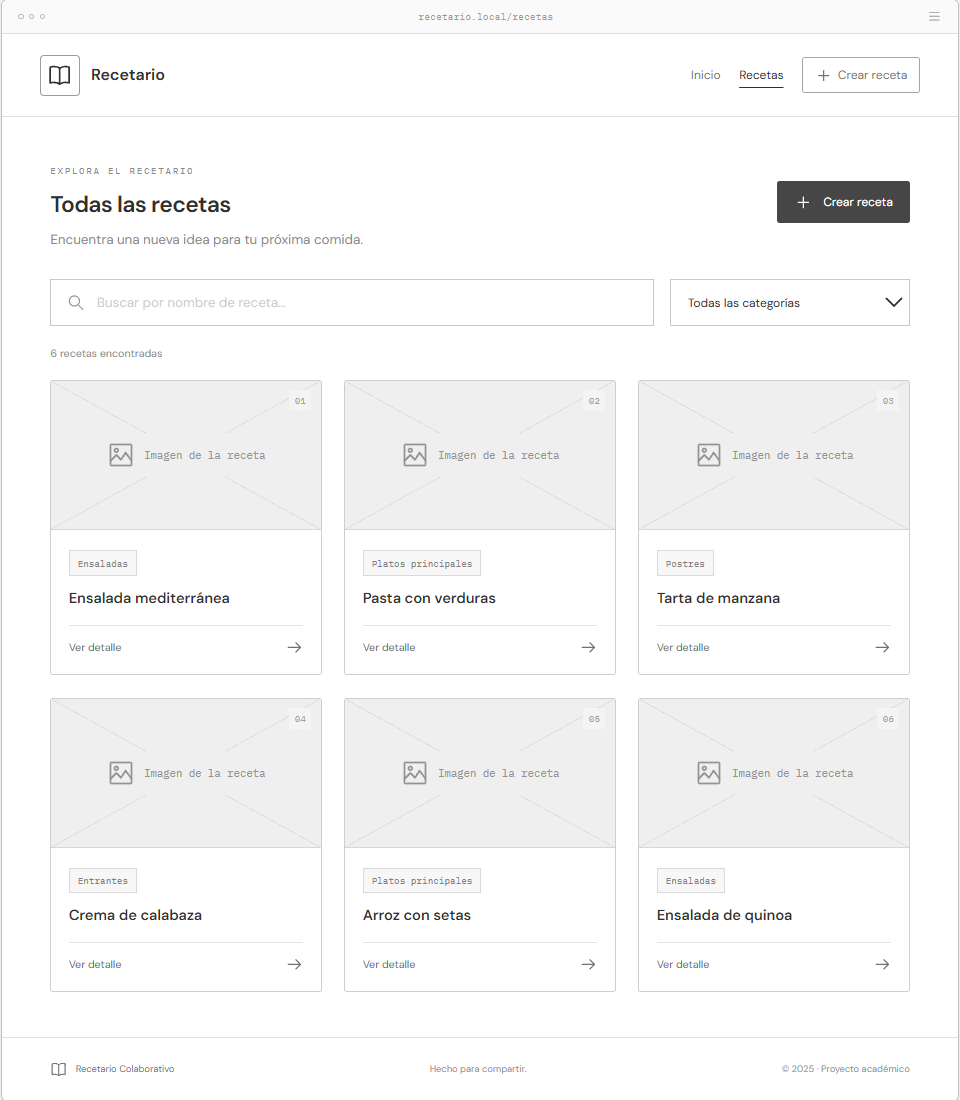 recetario.local/recetas
Recetario
Inicio Recetas Crear receta
EXPLORA EL RECETARIO
Todas las recetas
Crear receta
Encuentra una nueva idea para tu próxima comida.
Buscar por nombre de receta...
Todas las categorías
6 recetas encontradas
01
Imagen de la receta
Ensaladas
Ensalada mediterránea
Ver detalle
02
Imagen de la receta
Platos principales
Pasta con verduras
Ver detalle
03
Imagen de la receta
Postres
Tarta de manzana
Ver detalle
04
Imagen de la receta
Entrantes
Crema de calabaza
Ver detalle
05
Imagen de la receta
Platos principales
Arroz con setas
Ver detalle
06
Imagen de la receta
Ensaladas
Ensalada de quinoa
Ver detalle
Recetario Colaborativo
Hecho para compartir.
© 2025 · Proyecto académico